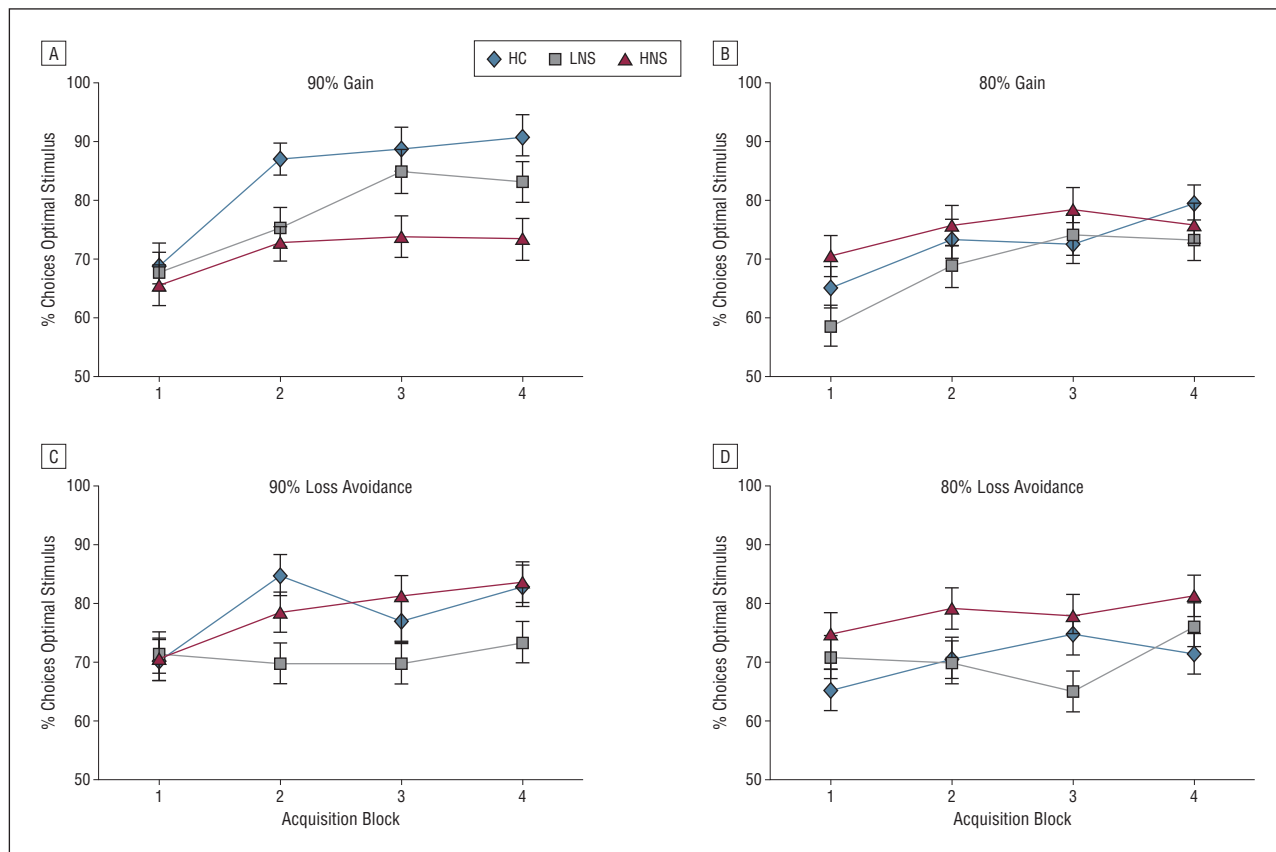 A
HC LNS HNS
90% Gain
% Choices Optimal Stimulus
100
90
80
70
60
50
1 2 3 4
B
80% Gain
% Choices Optimal Stimulus
100
90
80
70
60
50
1 2 3 4
C
90% Loss Avoidance
% Choices Optimal Stimulus
100
90
80
70
60
50
1 2 3 4
Acquisition Block
D
80% Loss Avoidance
% Choices Optimal Stimulus
100
90
80
70
60
50
1 2 3 4
Acquisition Block